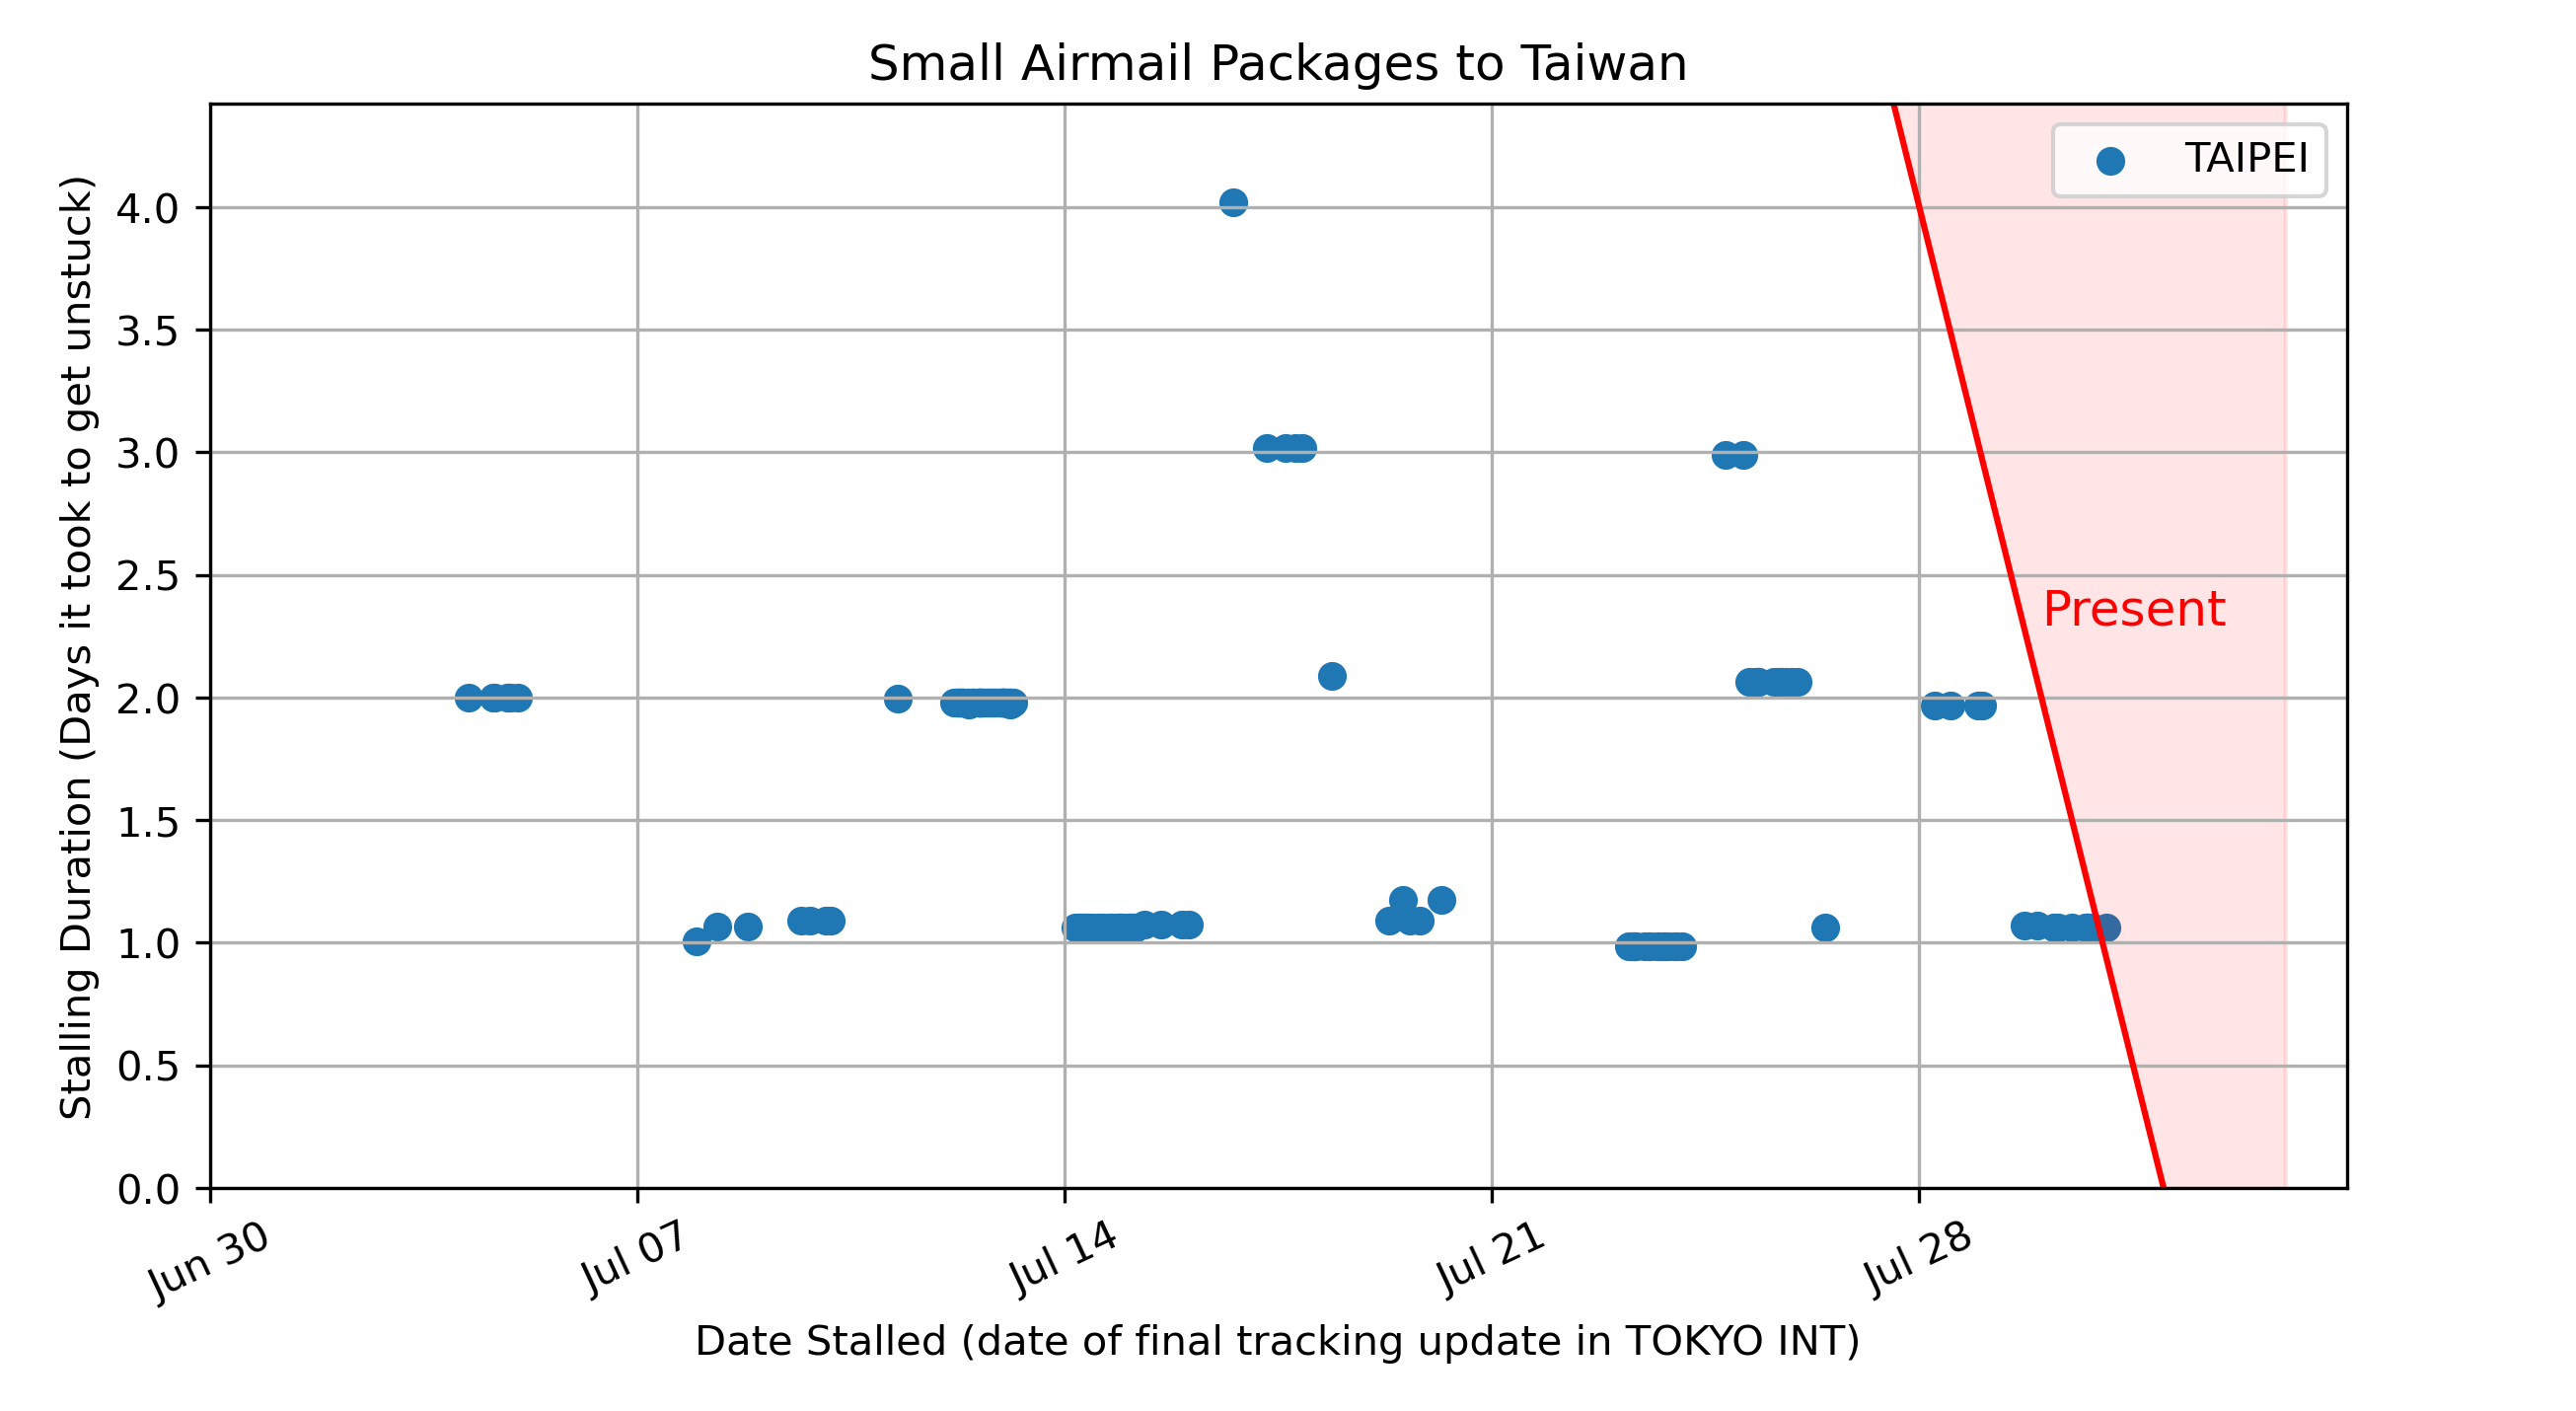 Small Airmail Packages to Taiwan
TAIPEI
Stalling Duration (Days it took to get unstuck)
4.0
3.5
3.0
2.5
2.0
1.5
1.0
0.5
0.0
Present
Jun 30
Jul 07
Jul 14
Jul 21
Jul 28
Date Stalled (date of final tracking update in TOKYO INT)